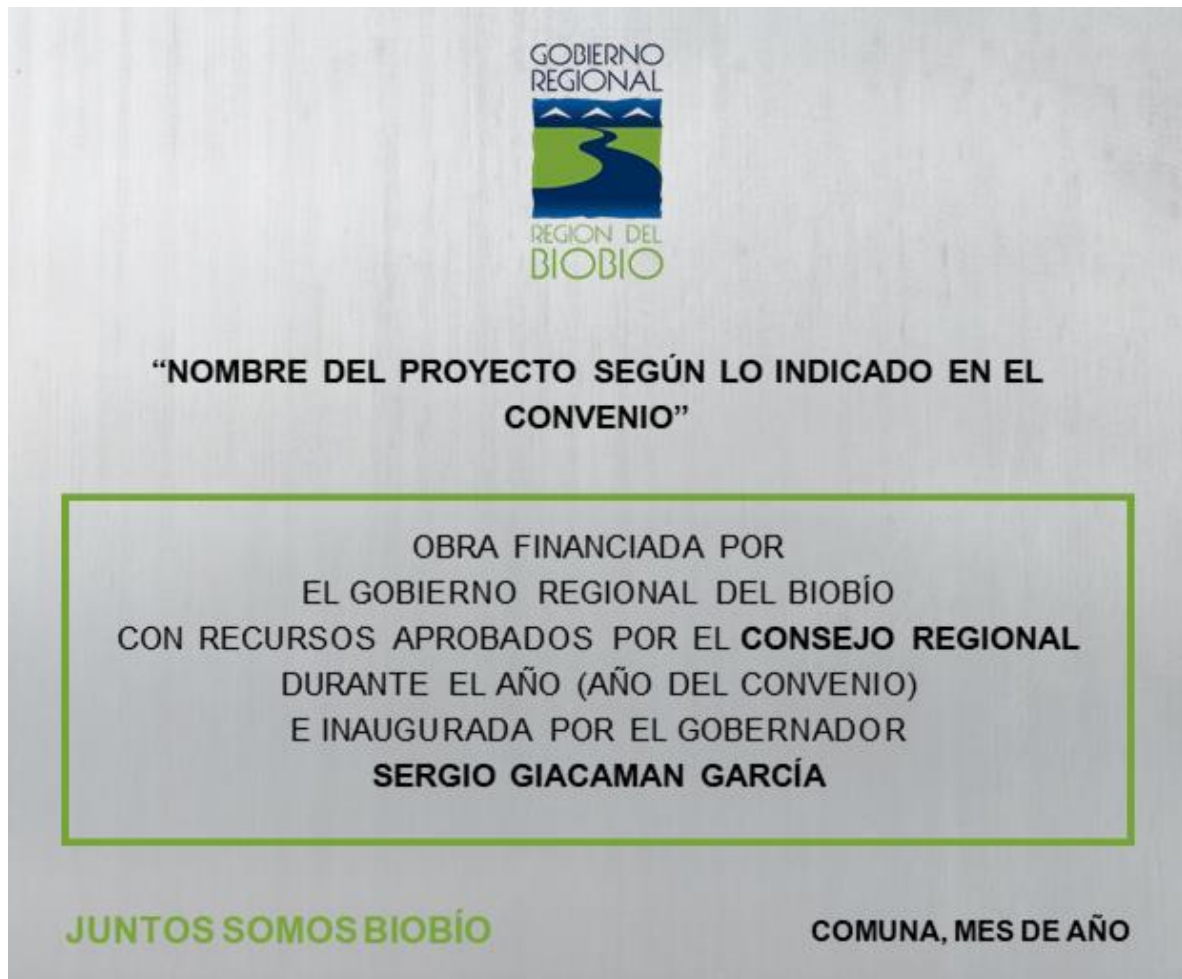 GOBIERNO
REGIONAL
REGION DEL
BIOBIO
“NOMBRE DEL PROYECTO SEGÚN LO INDICADO EN EL
CONVENIO”
OBRA FINANCIADA POR
EL GOBIERNO REGIONAL DEL BIOBÍO
CON RECURSOS APROBADOS POR EL CONSEJO REGIONAL
DURANTE EL AÑO (AÑO DEL CONVENIO)
E INAUGURADA POR EL GOBERNADOR
SERGIO GIACAMAN GARCÍA
JUNTOS SOMOS BIOBÍO
COMUNA, MES DE AÑO